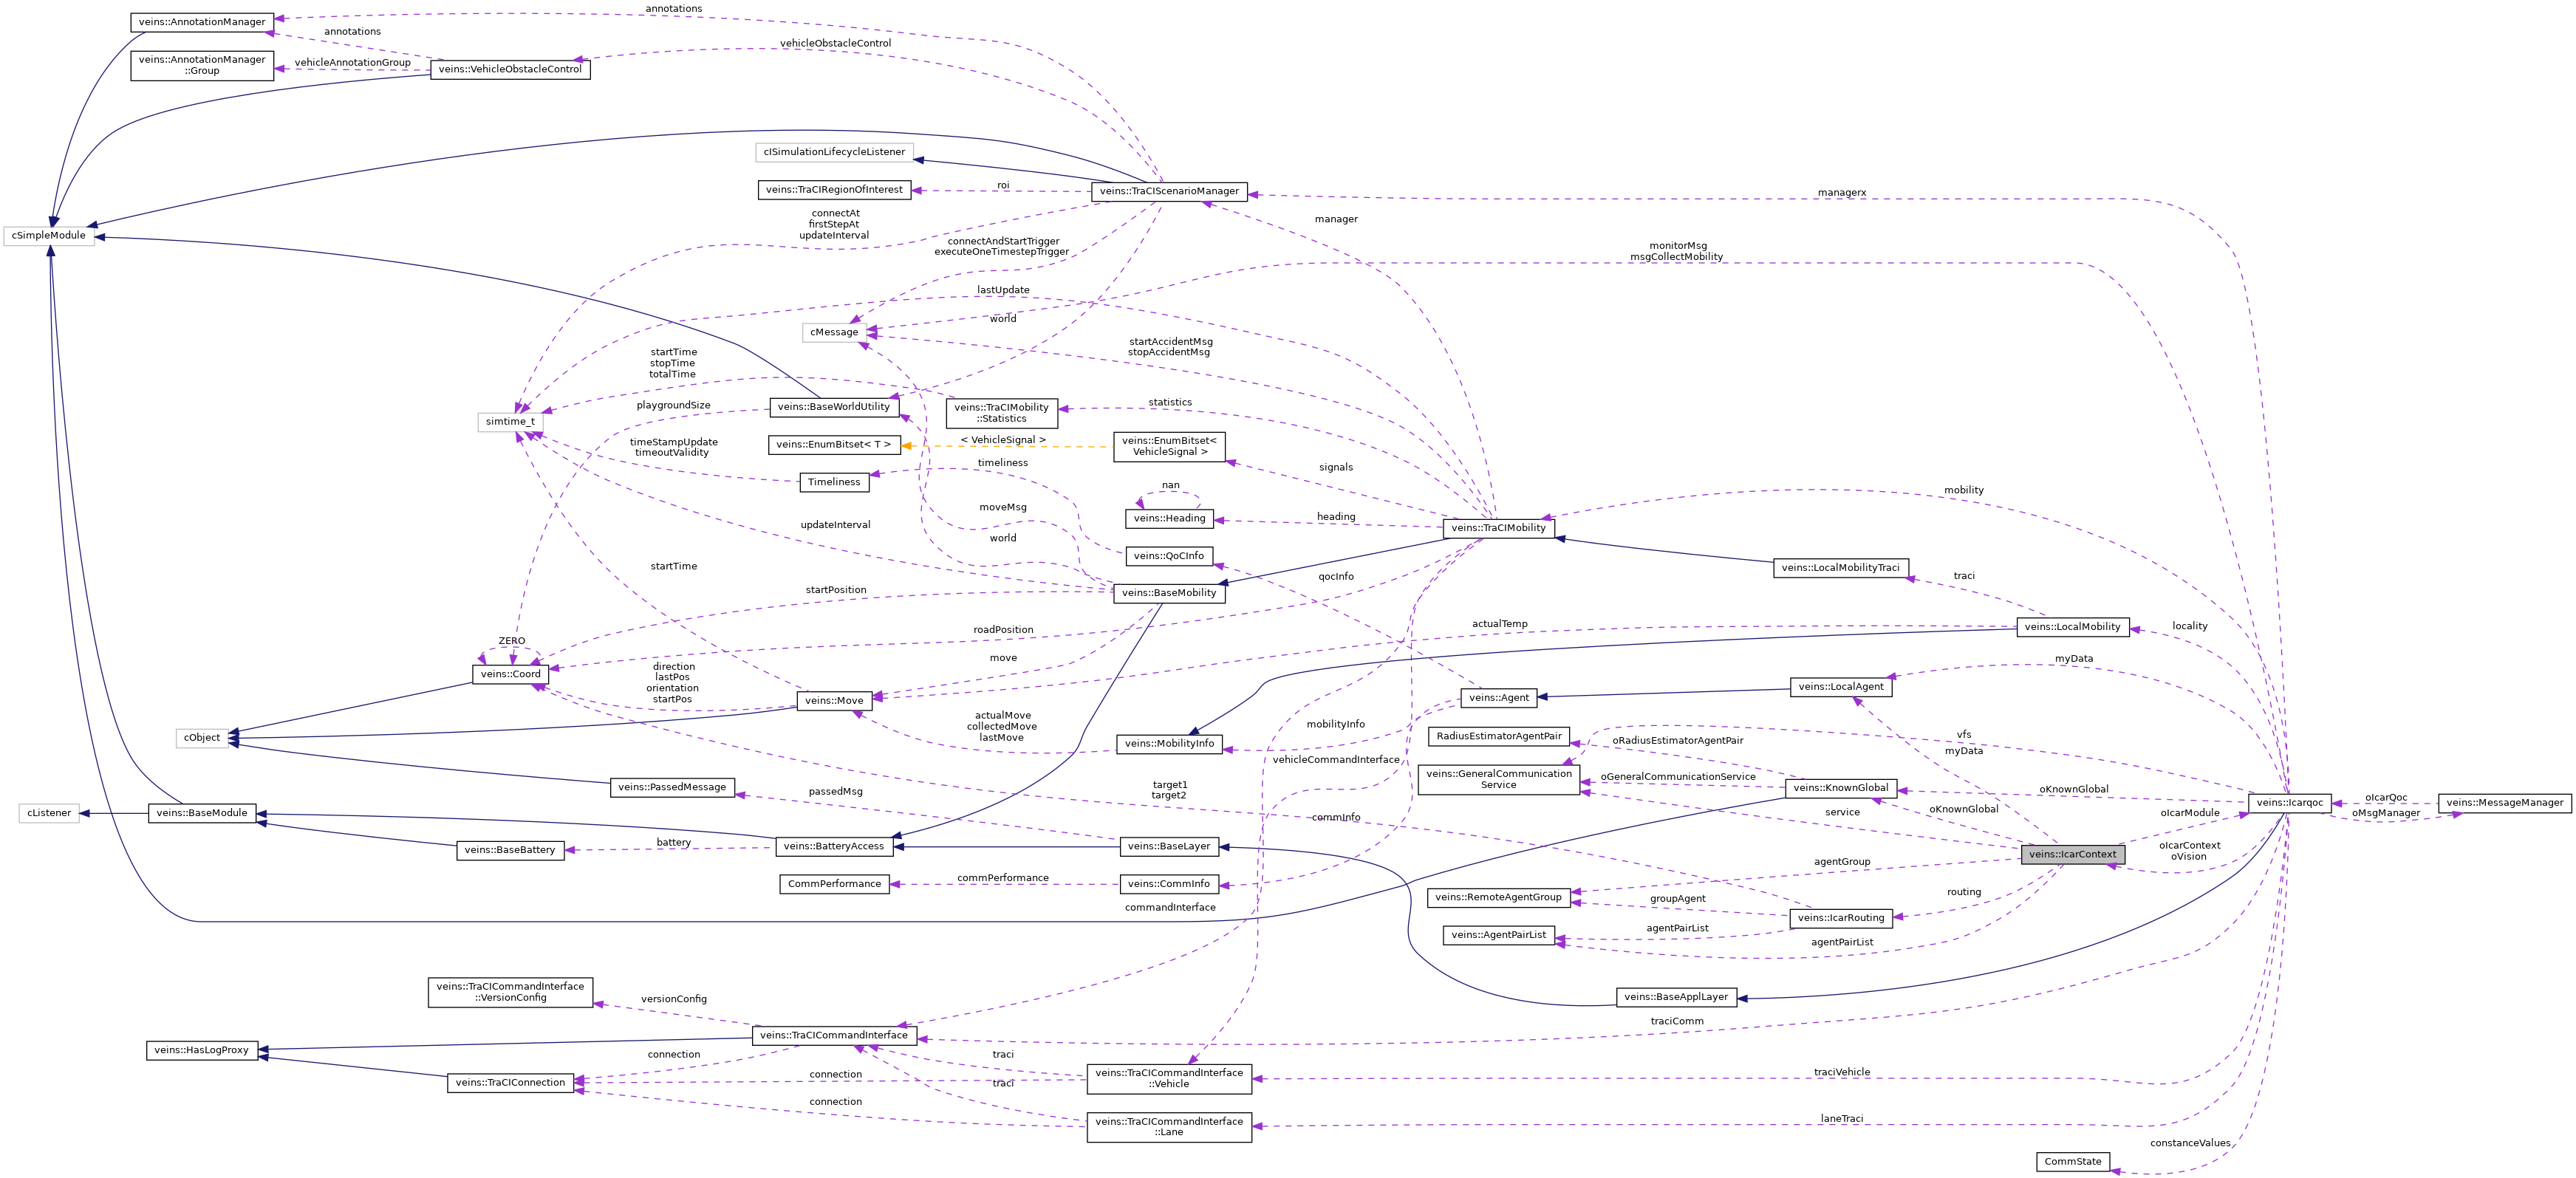 annotations
veins::AnnotationManager
annotations
vehicleObstacleControl
veins::AnnotationManager
::Group
vehicleAnnotationGroup
veins::VehicleObstacleControl
cISimulationLifecycleListener
veins::TraCIRegionOfInterest
roi
veins::TraCIScenarioManager
managerx
connectAt
firstStepAt
updateInterval
manager
cSimpleModule
connectAndStartTrigger
executeOneTimestepTrigger
monitorMsg
msgCollectMobility
lastUpdate
cMessage
world
startAccidentMsg
stopAccidentMsg
startTime
stopTime
totalTime
playgroundSize
veins::BaseWorldUtility
veins::TraCIMobility
::Statistics
statistics
simtime_t
timeStampUpdate
timeoutValidity
veins::EnumBitset< T >
< VehicleSignal >
veins::EnumBitset<
VehicleSignal >
signals
Timeliness
timeliness
nan
mobility
updateInterval
moveMsg
veins::Heading
heading
veins::TraCIMobility
world
veins::QoCInfo
startTime
qocInfo
veins::LocalMobilityTraci
traci
startPosition
veins::BaseMobility
ZERO
roadPosition
actualTemp
veins::LocalMobility
locality
veins::Coord
direction
lastPos
orientation
startPos
move
myData
veins::Move
veins::Agent
veins::LocalAgent
cObject
actualMove
collectedMove
lastMove
veins::MobilityInfo
mobilityInfo
RadiusEstimatorAgentPair
oRadiusEstimatorAgentPair
vfs
myData
vehicleCommandInterface
veins::GeneralCommunication
Service
oGeneralCommunicationService
veins::KnownGlobal
oKnownGlobal
veins::PassedMessage
passedMsg
target1
target2
veins::Icarqoc
oIcarQoc
oMsgManager
veins::MessageManager
cListener
veins::BaseModule
commInfo
service
oKnownGlobal
oIcarModule
veins::BaseBattery
battery
veins::BatteryAccess
veins::BaseLayer
veins::IcarContext
oIcarContext
oVision
CommPerformance
commPerformance
veins::CommInfo
agentGroup
veins::RemoteAgentGroup
groupAgent
routing
commandInterface
veins::IcarRouting
veins::AgentPairList
agentPairList
agentPairList
veins::TraCICommandInterface
::VersionConfig
versionConfig
veins::BaseApplLayer
veins::TraCICommandInterface
traciComm
veins::HasLogProxy
connection
traci
veins::TraCIConnection
connection
traci
veins::TraCICommandInterface
::Vehicle
traciVehicle
connection
veins::TraCICommandInterface
::Lane
laneTraci
constanceValues
CommState